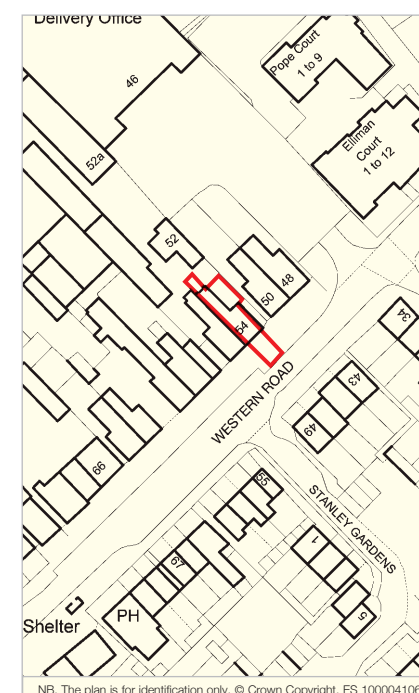 Delivery Office
46
Pope Court
1 to 9
Elliman
Court
1 to 12
52a
52
48
50
54
34
WESTERN ROAD
43
49
66
55
STANLEY GARDENS
67
1
5
PH
Shelter
NB. The plan is for identification only. © Crown Copyright, ES 100004106